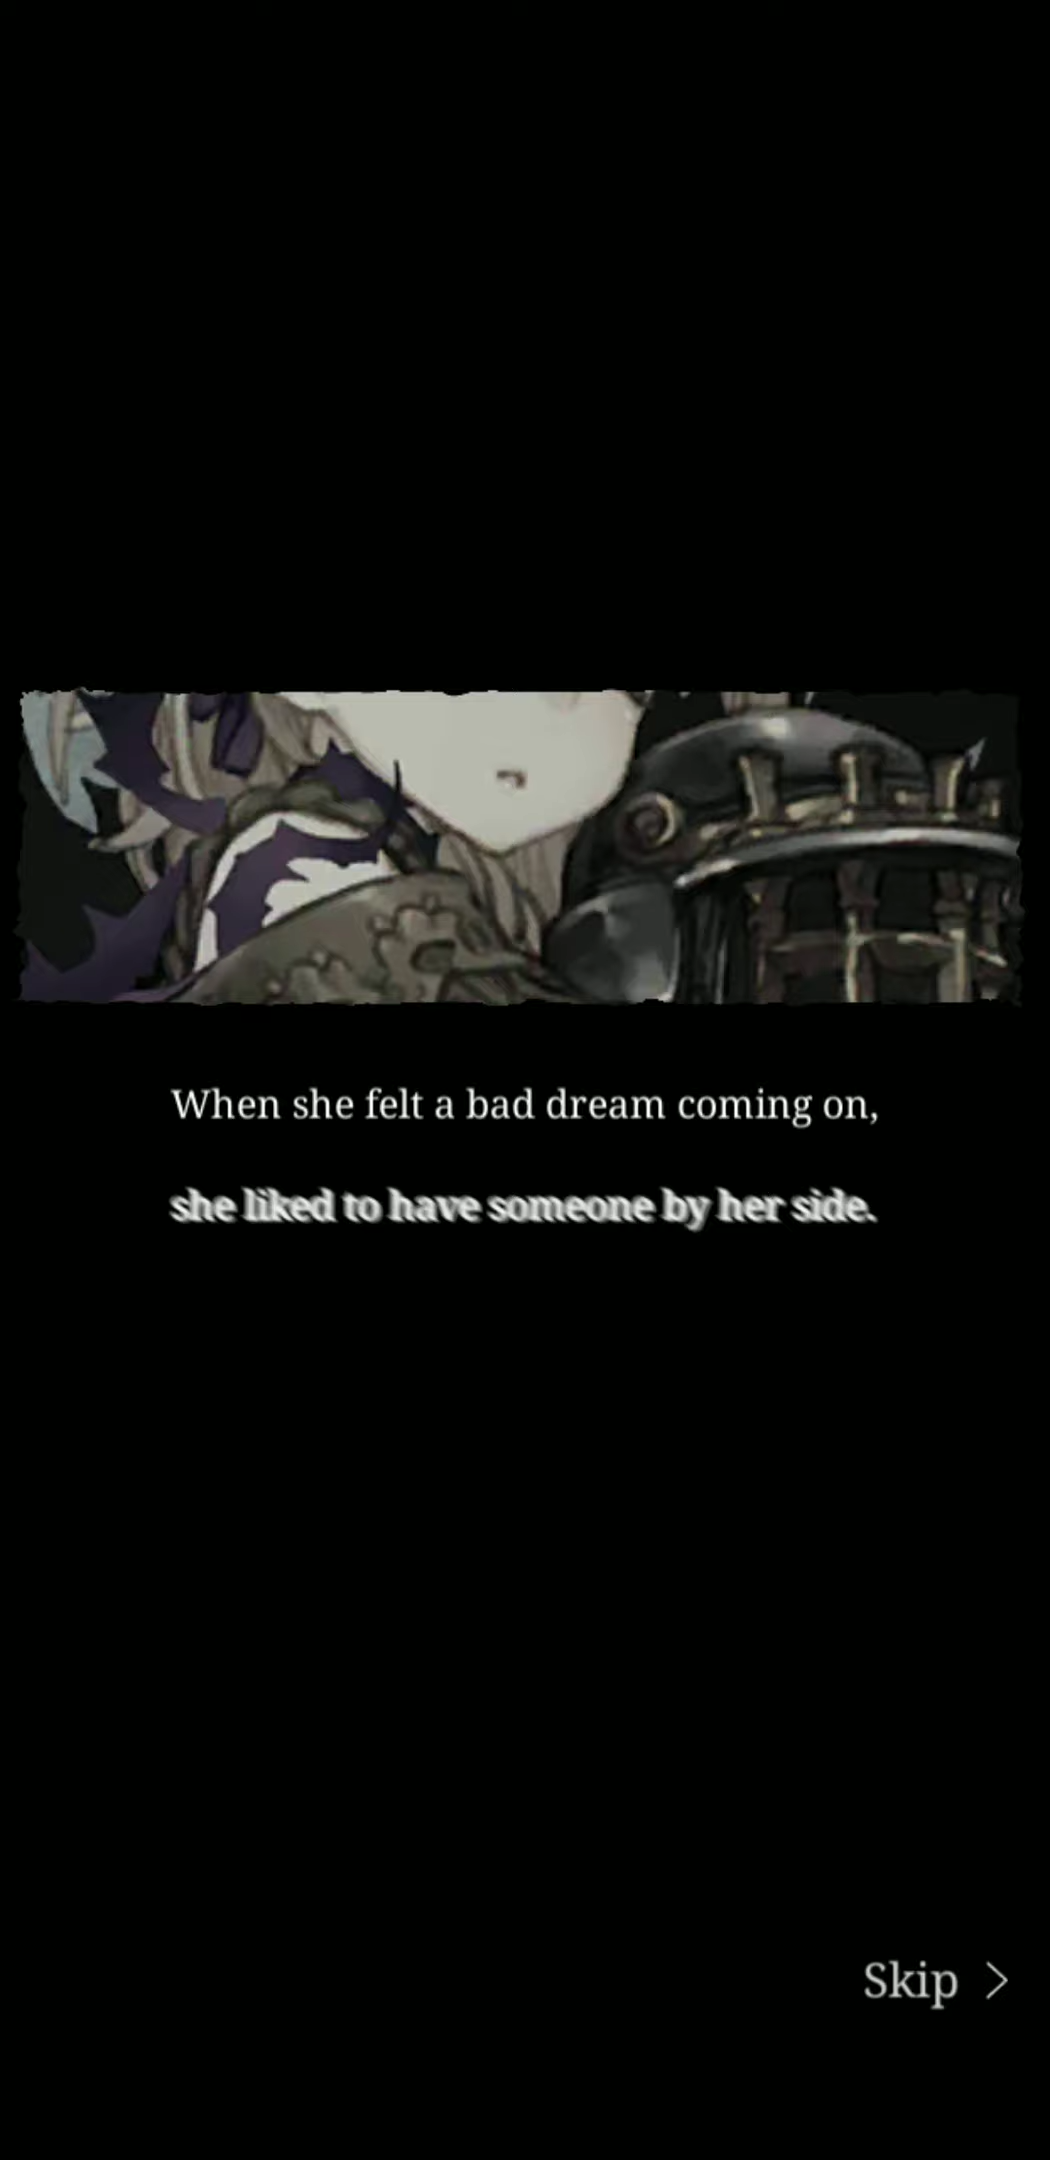 When she felt a bad dream coming on,
she liked to have someone by her side.
Skip >